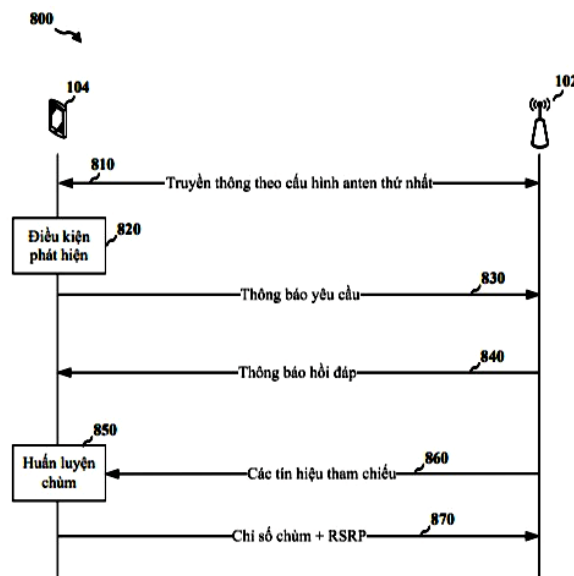 800
104
102
810
Truyền thông theo cấu hình anten thứ nhất
Điều kiện
phát hiện
820
830
Thông báo yêu cầu
840
Thông báo hồi đáp
850
Huấn luyện
chùm
860
Các tín hiệu tham chiếu
870
Chỉ số chùm + RSRP